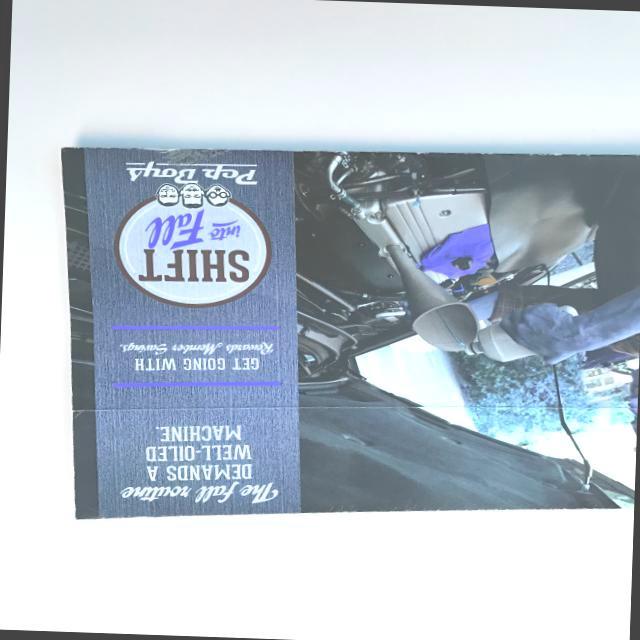 The fall routine
DEMANDS A
WELL-OILED
MACHINE.
GET GOING WITH
Rewards Member Savings.
SHIFT
into
Fall
Pep Boys